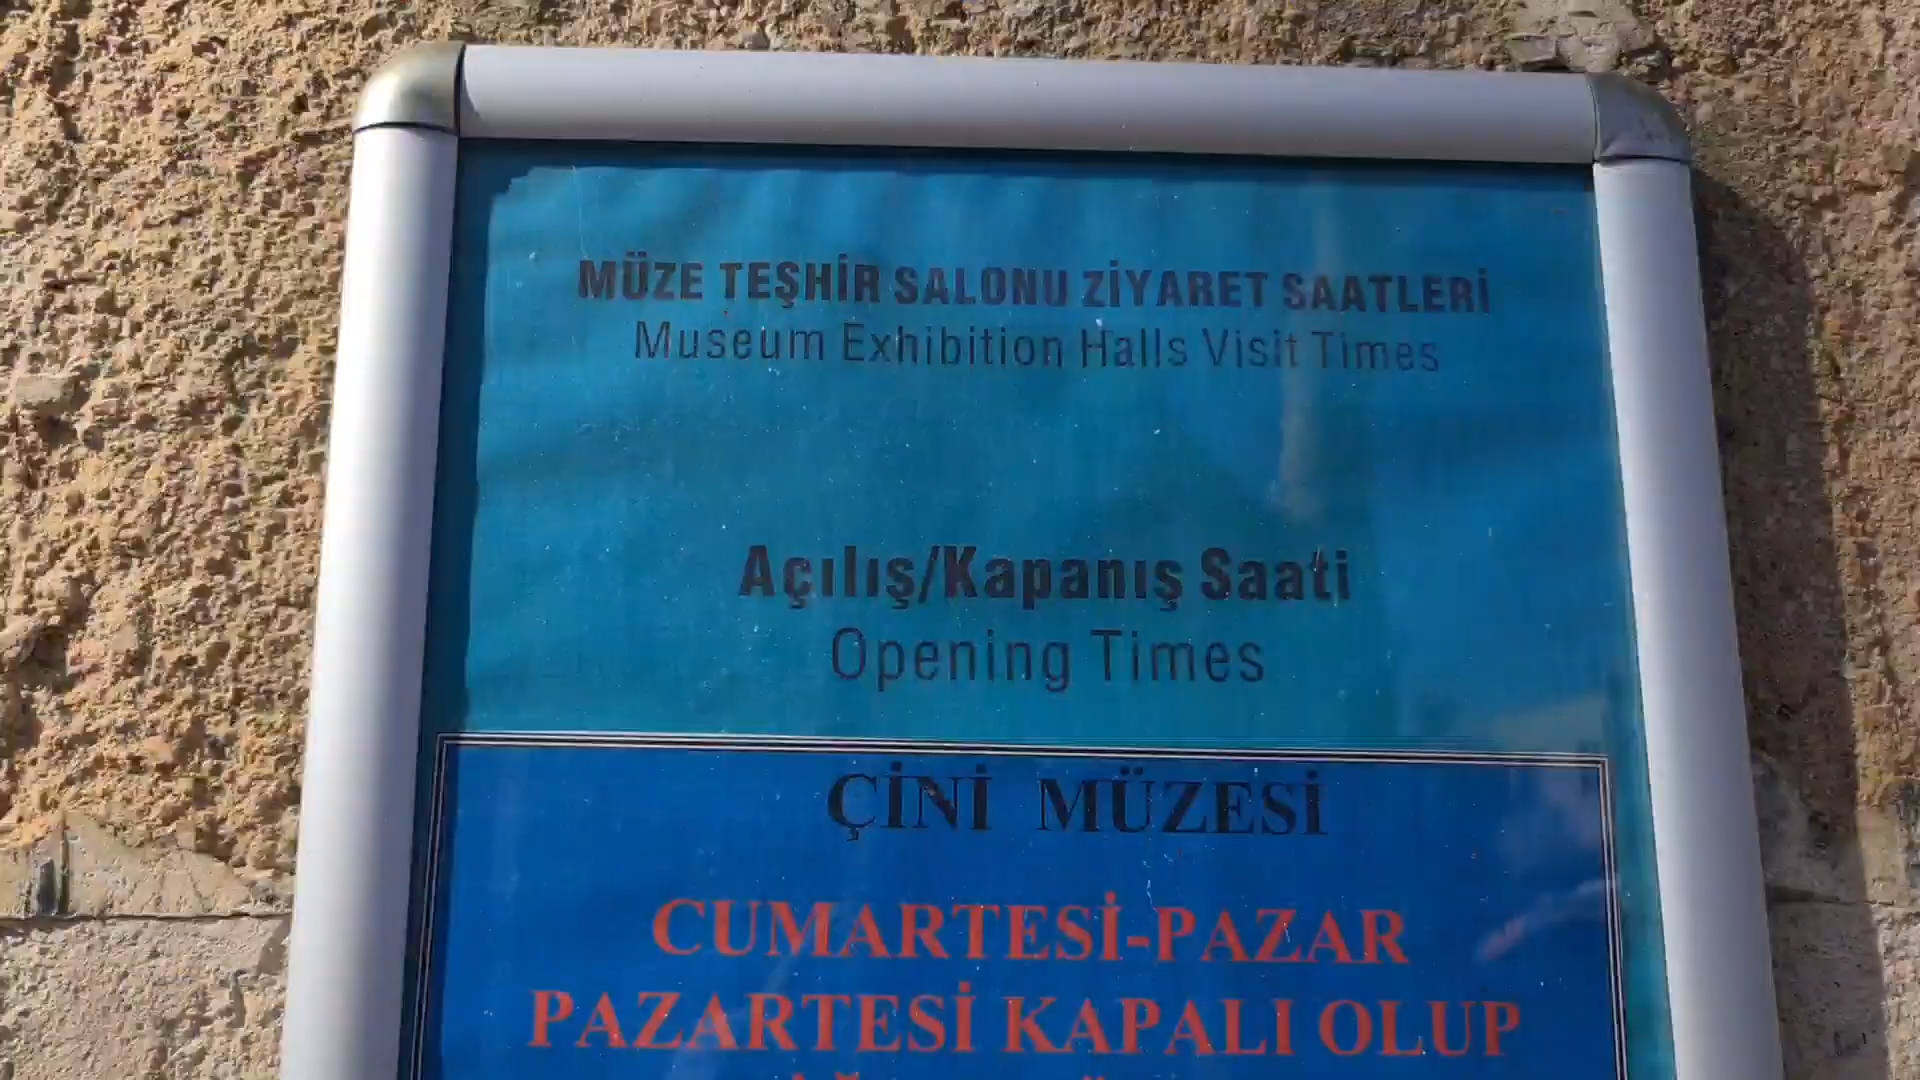 MÜZE TEŞHİR SALONU ZİYARET SAATLERİ
Museum Exhibition Halls Visit Times
Açılış/Kapanış Saati
Opening Times
ÇİNİ MÜZESİ
CUMARTESİ-PAZAR
PAZARTESİ KAPALI OLUP